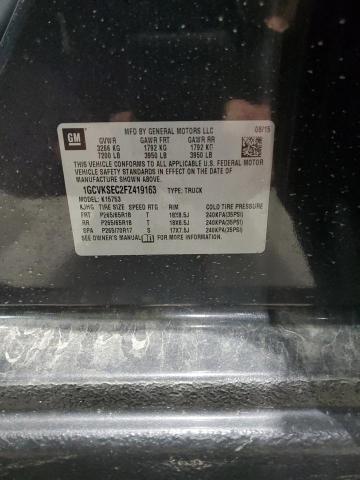 GM
MFD BY GENERAL MOTORS LLC 08/15
GVWR GAWR FRT GAWR RR
3266 KG 1792 KG 1792 KG
7200 LB 3950 LB 3950 LB
THIS VEHICLE CONFORMS TO ALL APPLICABLE U.S. FEDERAL MOTOR
VEHICLE SAFETY AND THEFT PREVENTION STANDARDS IN
EFFECT ON THE DATE OF MANUFACTURE SHOWN ABOVE.
1GCVKSEC2FZ419163 TYPE: TRUCK
MODEL: K15753
KJHG TIRE SIZE SPEED RTG RIM COLD TIRE PRESSURE
FRT P265/65R18 T 18X8.5J 240KPA(35PSI)
RR P265/65R18 T 18X8.5J 240KPA(35PSI)
SPA P265/70R17 S 17X7.5J 240KPA(35PSI)
SEE OWNER'S MANUAL FOR MORE INFORMATION